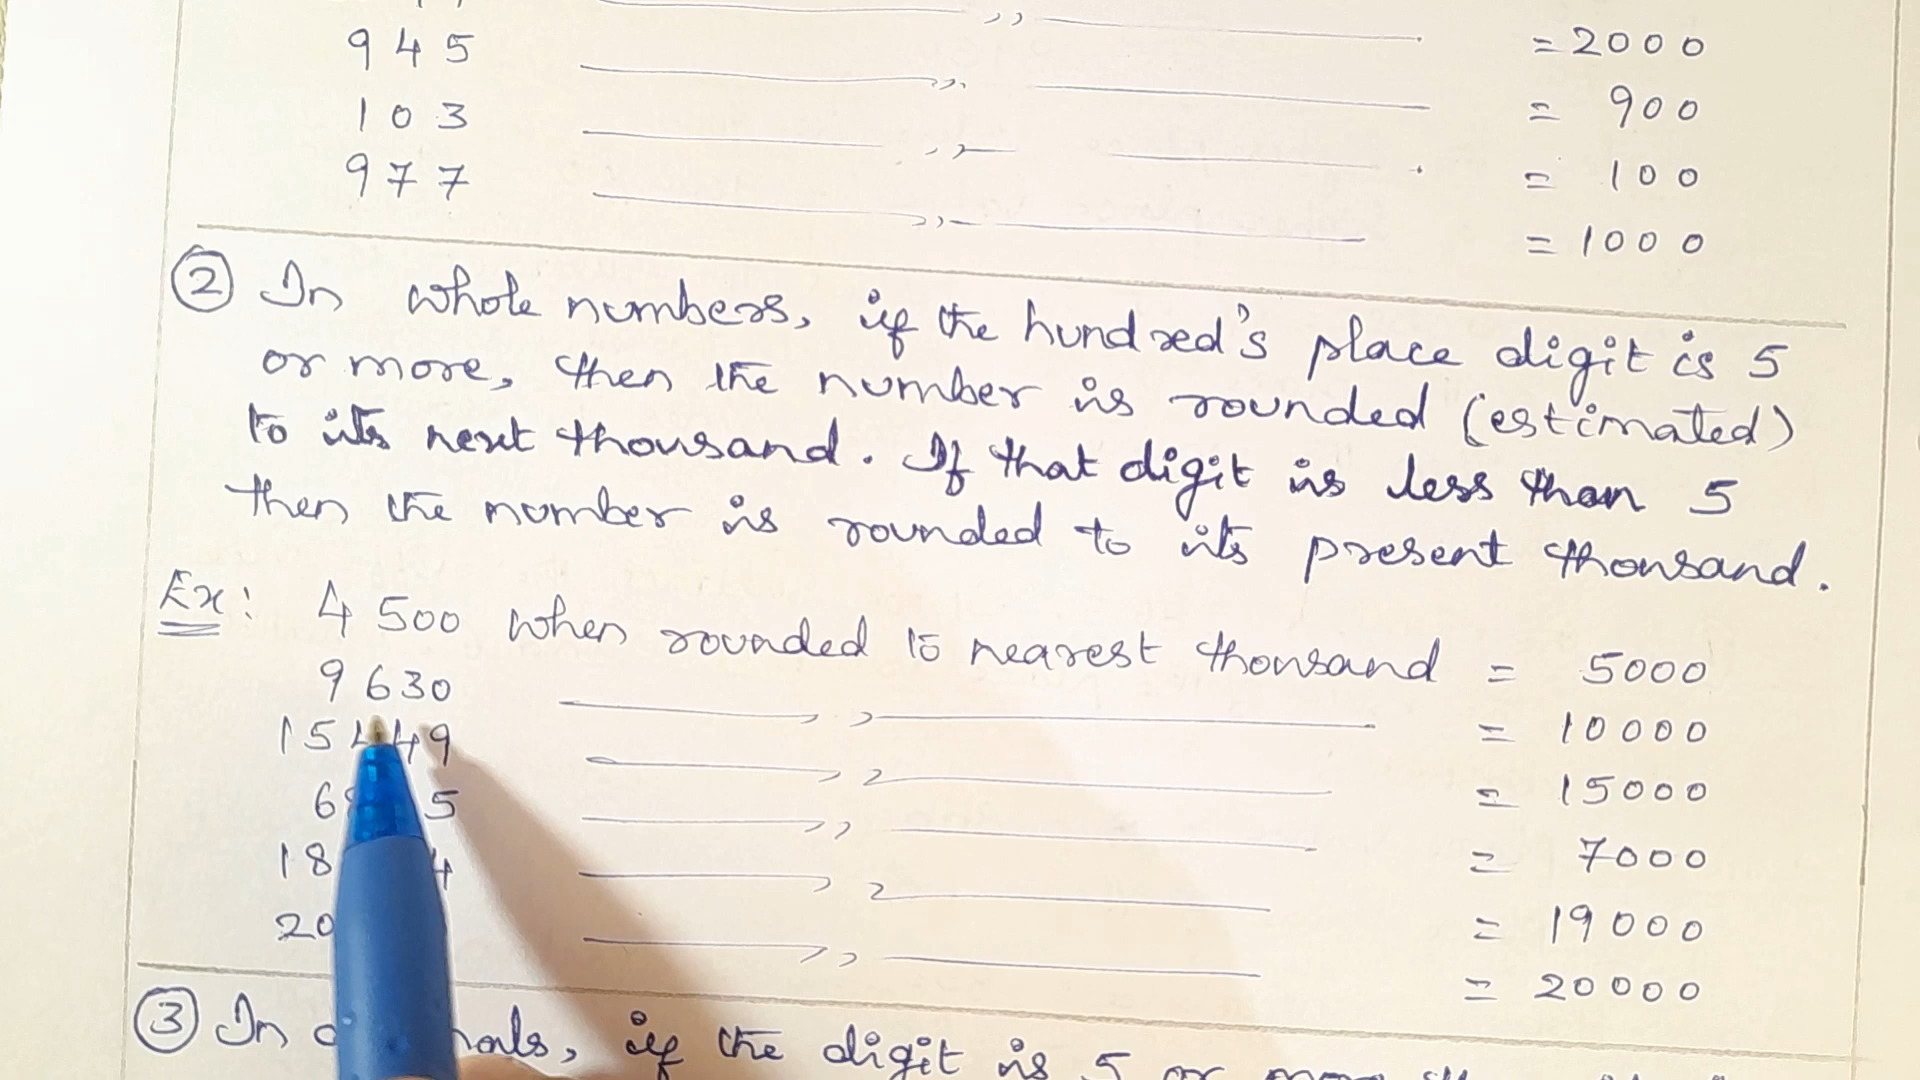 = 2000
945 ,, = 900
103 ,, = 100
977 ,, = 1000
② In whole numbers, if the hundred's place digit is 5
or more, then the number is rounded (estimated)
to its next thousand. If that digit is less than 5
then the number is rounded to its present thousand.
Ex: 4500 when rounded to nearest thousand = 5000
9630 ,, = 10000
15449 ,, = 15000
6 5 ,, = 7000
18 4 ,, = 19000
20 ,, = 20000
③ In if the digit is 5 or